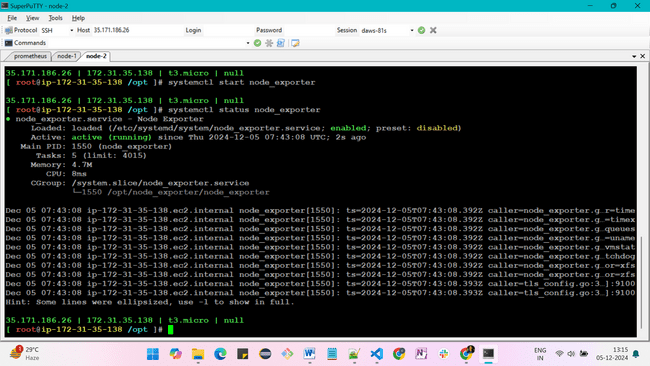 SuperPuTTY - node-2
File View Tools Help
Protocol SSH Host 35.171.186.26 Login Password Session daws-81s
Commands
prometheus node-1 node-2
35.171.186.26 | 172.31.35.138 | t3.micro | null
[ root@ip-172-31-35-138 /opt ]# systemctl start node_exporter
35.171.186.26 | 172.31.35.138 | t3.micro | null
[ root@ip-172-31-35-138 /opt ]# systemctl status node_exporter
● node_exporter.service - Node Exporter
Loaded: loaded (/etc/systemd/system/node_exporter.service; enabled; preset: disabled)
Active: active (running) since Thu 2024-12-05 07:43:08 UTC; 2s ago
Main PID: 1550 (node_exporter)
Tasks: 5 (limit: 4015)
Memory: 4.7M
CPU: 8ms
CGroup: /system.slice/node_exporter.service
└─1550 /opt/node_exporter/node_exporter
Dec 05 07:43:08 ip-172-31-35-138.ec2.internal node_exporter[1550]: ts=2024-12-05T07:43:08.392Z caller=node_exporter.g…r=time
Dec 05 07:43:08 ip-172-31-35-138.ec2.internal node_exporter[1550]: ts=2024-12-05T07:43:08.392Z caller=node_exporter.g…=timex
Dec 05 07:43:08 ip-172-31-35-138.ec2.internal node_exporter[1550]: ts=2024-12-05T07:43:08.392Z caller=node_exporter.g…queues
Dec 05 07:43:08 ip-172-31-35-138.ec2.internal node_exporter[1550]: ts=2024-12-05T07:43:08.392Z caller=node_exporter.g…=uname
Dec 05 07:43:08 ip-172-31-35-138.ec2.internal node_exporter[1550]: ts=2024-12-05T07:43:08.392Z caller=node_exporter.g…vmstat
Dec 05 07:43:08 ip-172-31-35-138.ec2.internal node_exporter[1550]: ts=2024-12-05T07:43:08.392Z caller=node_exporter.g…tchdog
Dec 05 07:43:08 ip-172-31-35-138.ec2.internal node_exporter[1550]: ts=2024-12-05T07:43:08.392Z caller=node_exporter.g…or=xfs
Dec 05 07:43:08 ip-172-31-35-138.ec2.internal node_exporter[1550]: ts=2024-12-05T07:43:08.392Z caller=node_exporter.g…or=zfs
Dec 05 07:43:08 ip-172-31-35-138.ec2.internal node_exporter[1550]: ts=2024-12-05T07:43:08.392Z caller=tls_config.go:3…]:9100
Dec 05 07:43:08 ip-172-31-35-138.ec2.internal node_exporter[1550]: ts=2024-12-05T07:43:08.392Z caller=tls_config.go:3…]:9100
Hint: Some lines were ellipsized, use -l to show in full.
35.171.186.26 | 172.31.35.138 | t3.micro | null
[ root@ip-172-31-35-138 /opt ]#
29°C
Haze
ENG
IN
13:15
05-12-2024